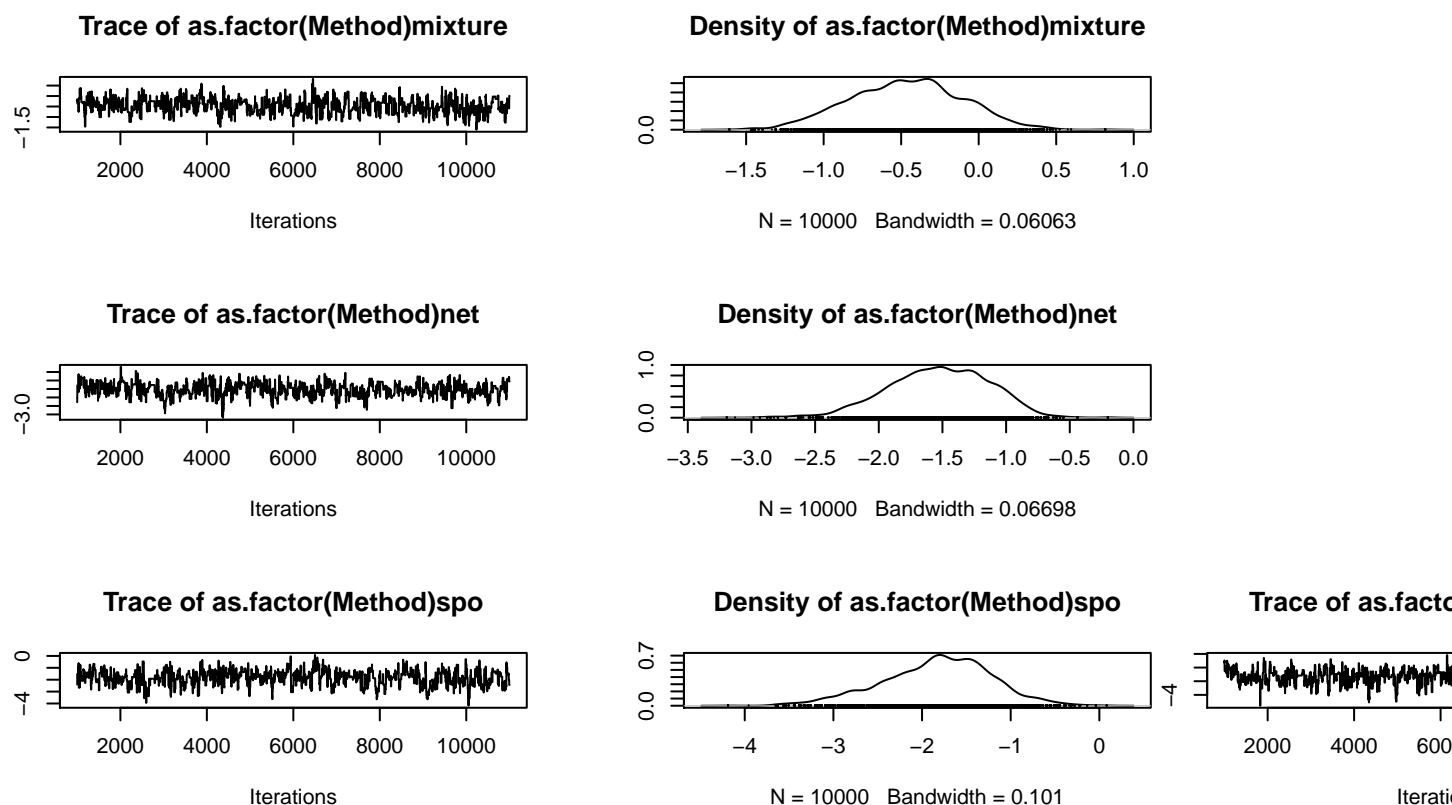 Trace of as.factor(Method)mixture
−1.5
2000 4000 6000 8000 10000
Iterations
Density of as.factor(Method)mixture
0.0
−1.5 −1.0 −0.5 0.0 0.5 1.0
N = 10000 Bandwidth = 0.06063
Trace of as.factor(Method)net
−3.0
2000 4000 6000 8000 10000
Iterations
Density of as.factor(Method)net
1.0
0.0
−3.5 −3.0 −2.5 −2.0 −1.5 −1.0 −0.5 0.0
N = 10000 Bandwidth = 0.06698
Trace of as.factor(Method)spo
0
−4
2000 4000 6000 8000 10000
Iterations
Density of as.factor(Method)spo
0.7
0.0
−4 −3 −2 −1 0
N = 10000 Bandwidth = 0.101
Trace of as.facto
−4
2000 4000 600
Iterati